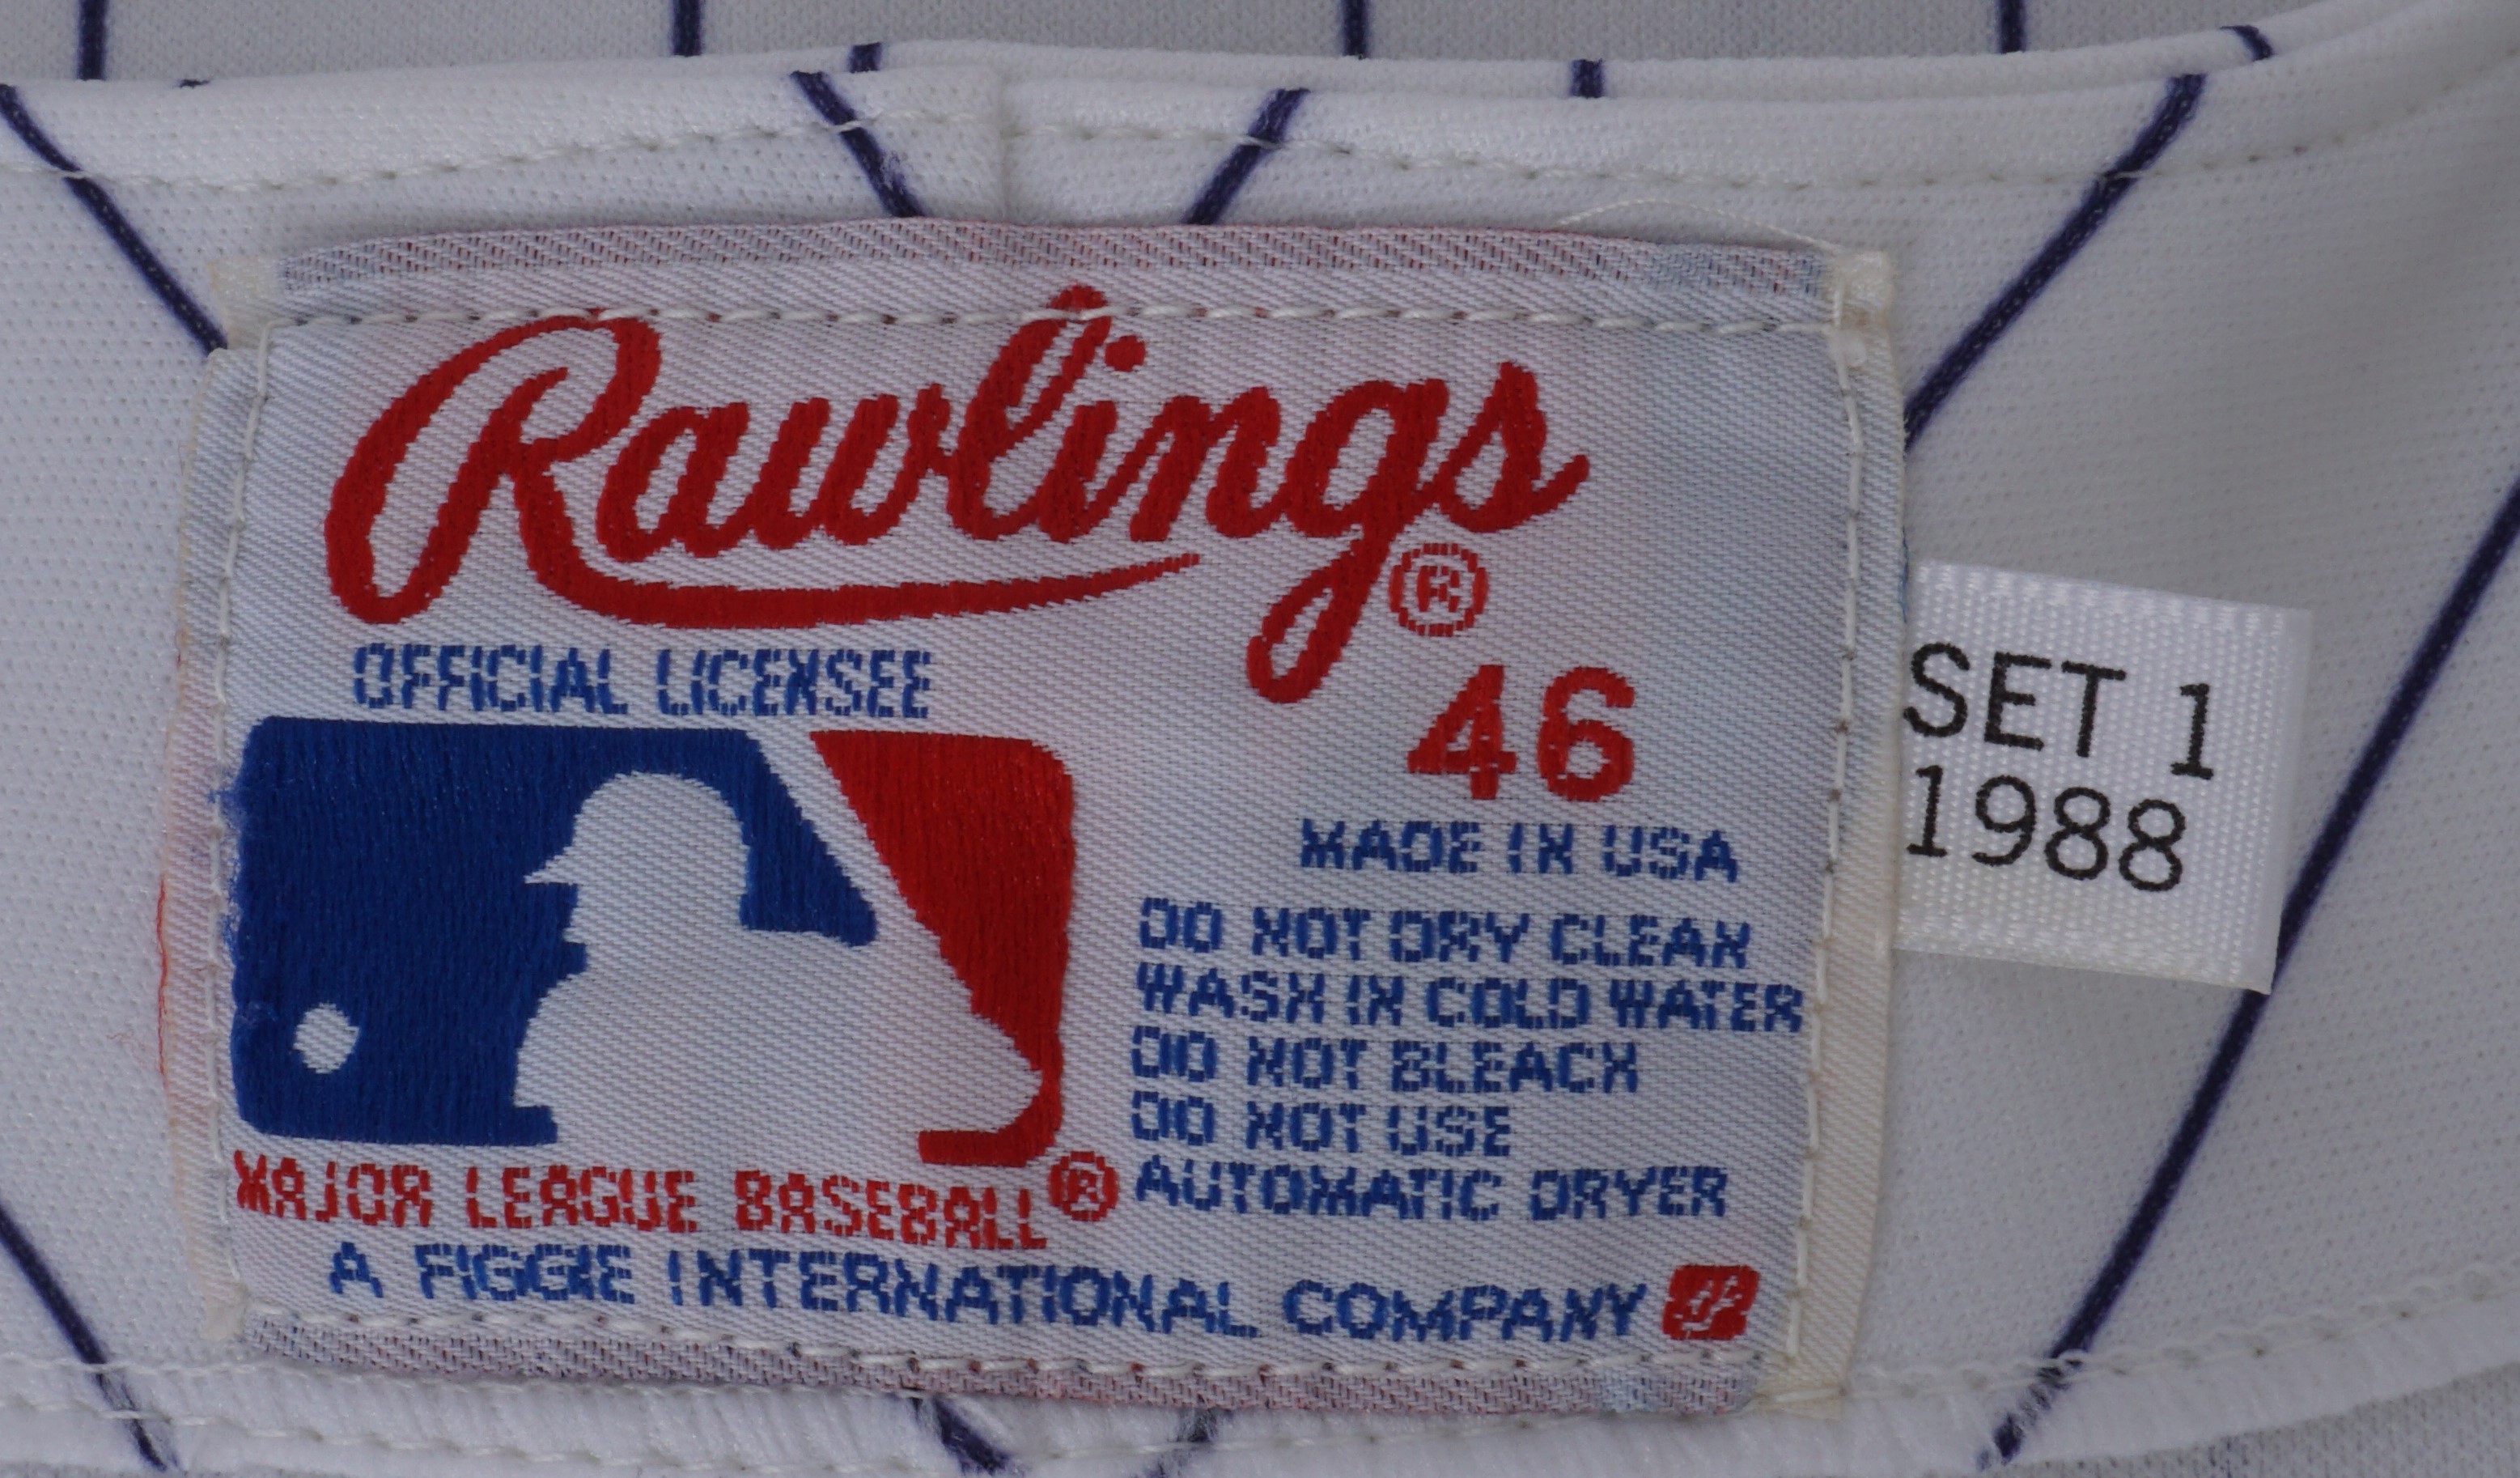 Rawlings®
OFFICIAL LICENSEE
46
MADE IN USA
DO NOT DRY CLEAN
WASH IN COLD WATER
DO NOT BLEACH
DO NOT USE
AUTOMATIC DRYER
MAJOR LEAGUE BASEBALL®
A FIGGIE INTERNATIONAL COMPANY
SET 1
1988